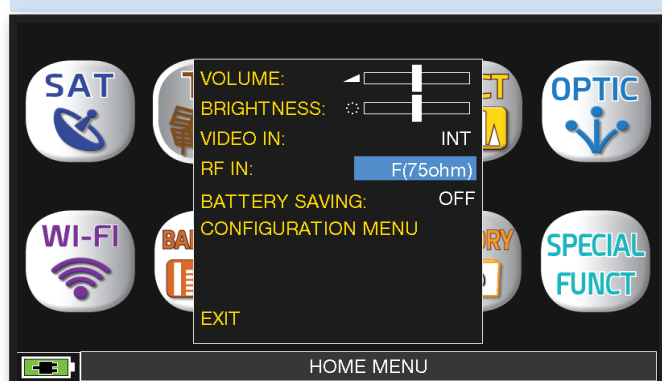 SAT
OPTIC
VOLUME:
BRIGHTNESS:
VIDEO IN: INT
RF IN: F(75ohm)
BATTERY SAVING: OFF
CONFIGURATION MENU
EXIT
WI-FI
SPECIAL
FUNCT
HOME MENU